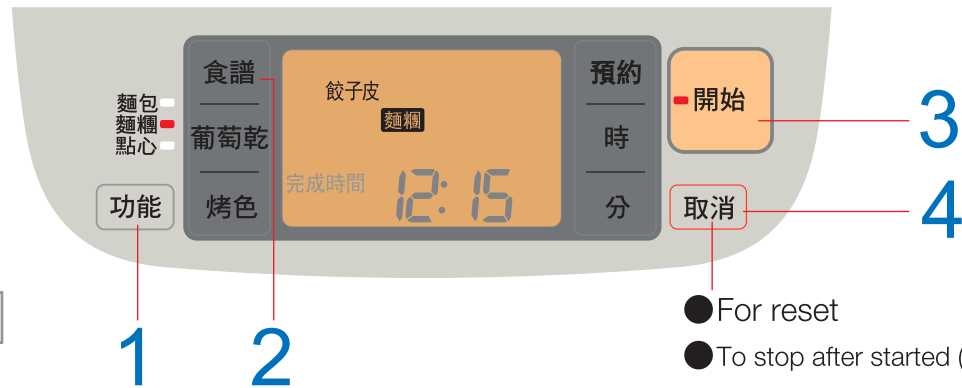 麵包
麵糰
點心
功能
食譜
葡萄乾
烤色
餃子皮
麵糰
完成時間
12:15
預約
時
分
開始
取消
1
2
3
4
●For reset
●To stop after started (